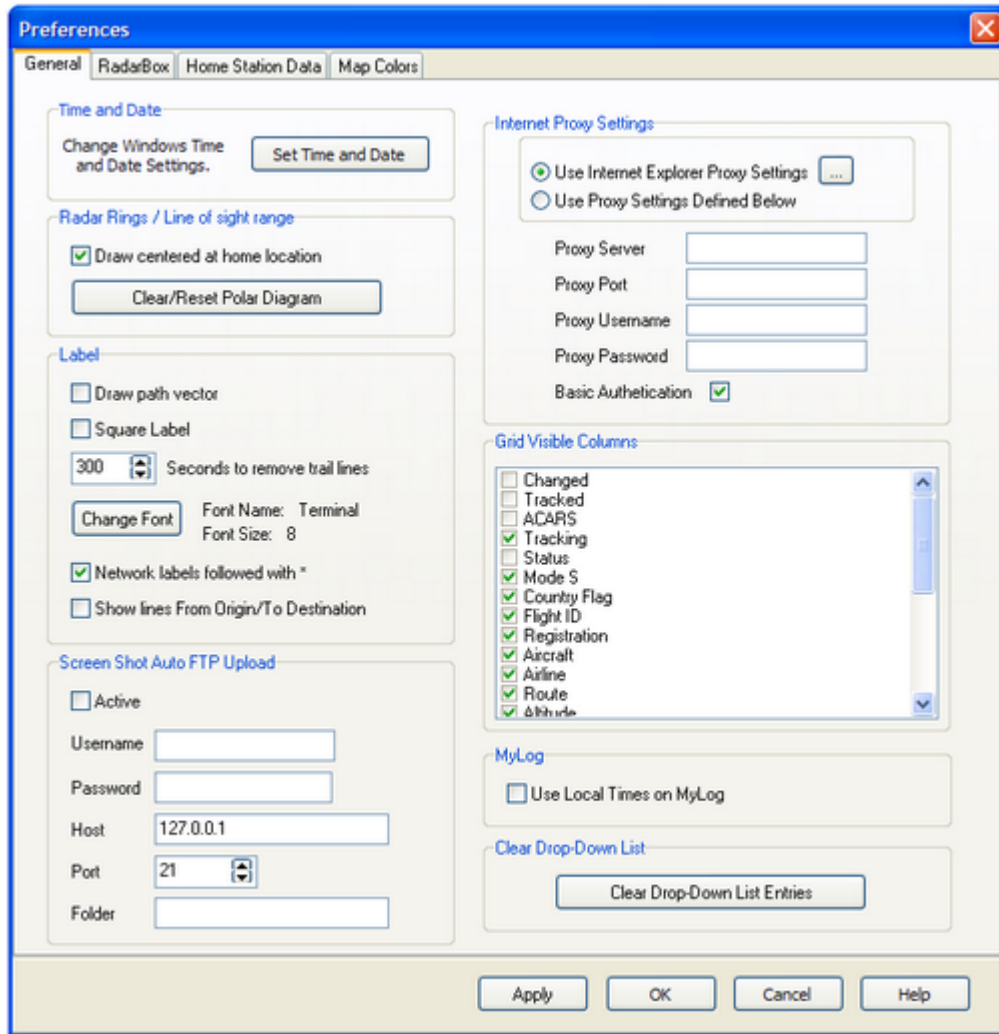 Preferences
General RadarBox Home Station Data Map Colors
Time and Date
Change Windows Time
and Date Settings.
Set Time and Date
Radar Rings / Line of sight range
Draw centered at home location
Clear/Reset Polar Diagram
Label
Draw path vector
Square Label
300 Seconds to remove trail lines
Change Font
Font Name: Terminal
Font Size: 8
Network labels followed with *
Show lines From Origin/To Destination
Screen Shot Auto FTP Upload
Active
Username
Password
Host 127.0.0.1
Port 21
Folder
Internet Proxy Settings
Use Internet Explorer Proxy Settings ...
Use Proxy Settings Defined Below
Proxy Server
Proxy Port
Proxy Username
Proxy Password
Basic Authetication
Grid Visible Columns
Changed
Tracked
ACARS
Tracking
Status
Mode S
Country Flag
Flight ID
Registration
Aircraft
Airline
Route
Altitude
MyLog
Use Local Times on MyLog
Clear Drop-Down List
Clear Drop-Down List Entries
Apply OK Cancel Help